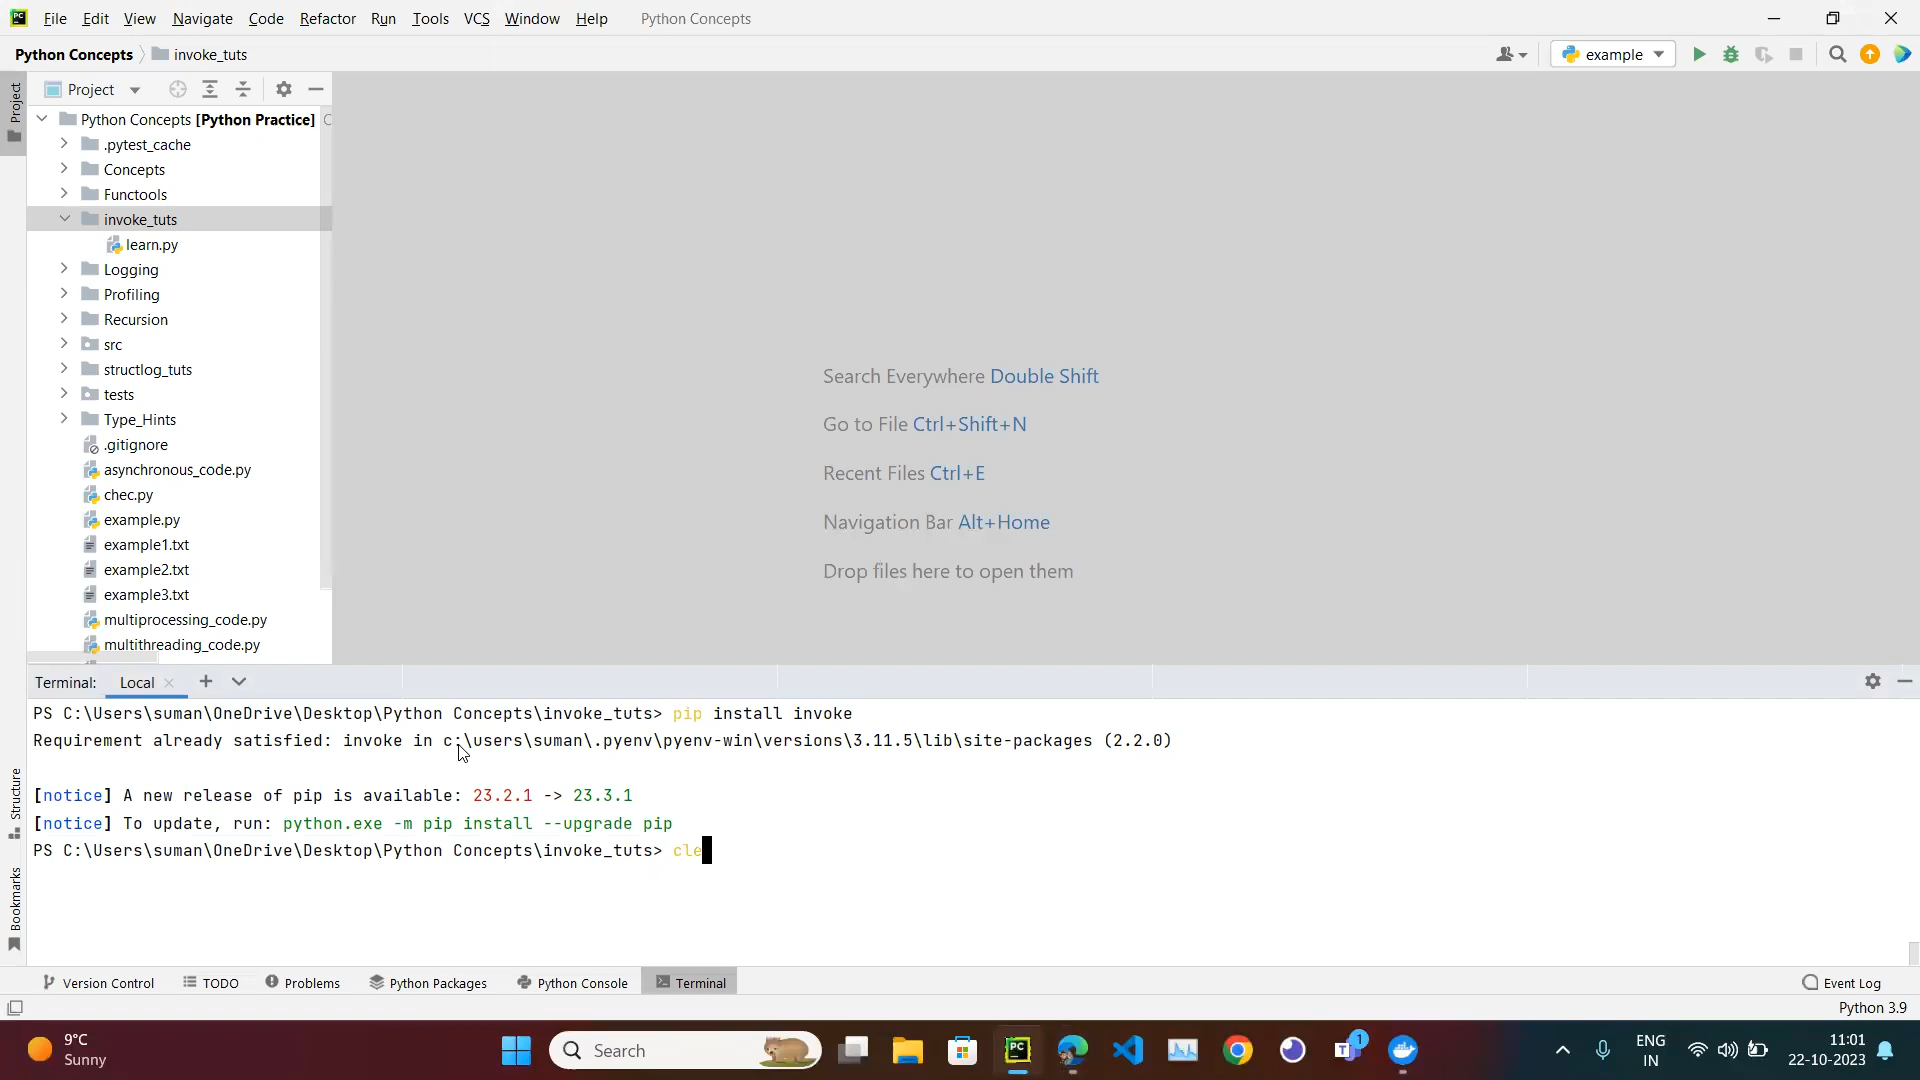 PC File Edit View Navigate Code Refactor Run Tools VCS Window Help Python Concepts
Python Concepts invoke_tuts example
Project
Project
Python Concepts [Python Practice]
.pytest_cache
Concepts
Functools
invoke_tuts
learn.py
Logging
Profiling
Recursion
src
structlog_tuts
tests
Type_Hints
.gitignore
asynchronous_code.py
chec.py
example.py
example1.txt
example2.txt
example3.txt
multiprocessing_code.py
multithreading_code.py
Search Everywhere Double Shift
Go to File Ctrl+Shift+N
Recent Files Ctrl+E
Navigation Bar Alt+Home
Drop files here to open them
Structure
Bookmarks
Terminal: Local
PS C:\Users\suman\OneDrive\Desktop\Python Concepts\invoke_tuts> pip install invoke
Requirement already satisfied: invoke in c:\users\suman\.pyenv\pyenv-win\versions\3.11.5\lib\site-packages (2.2.0)
[notice] A new release of pip is available: 23.2.1 -> 23.3.1
[notice] To update, run: python.exe -m pip install --upgrade pip
PS C:\Users\suman\OneDrive\Desktop\Python Concepts\invoke_tuts> cle
Version Control TODO Problems Python Packages Python Console Terminal Event Log
Python 3.9
9°C
Sunny
Search
PC
1
ENG
IN
11:01
22-10-2023